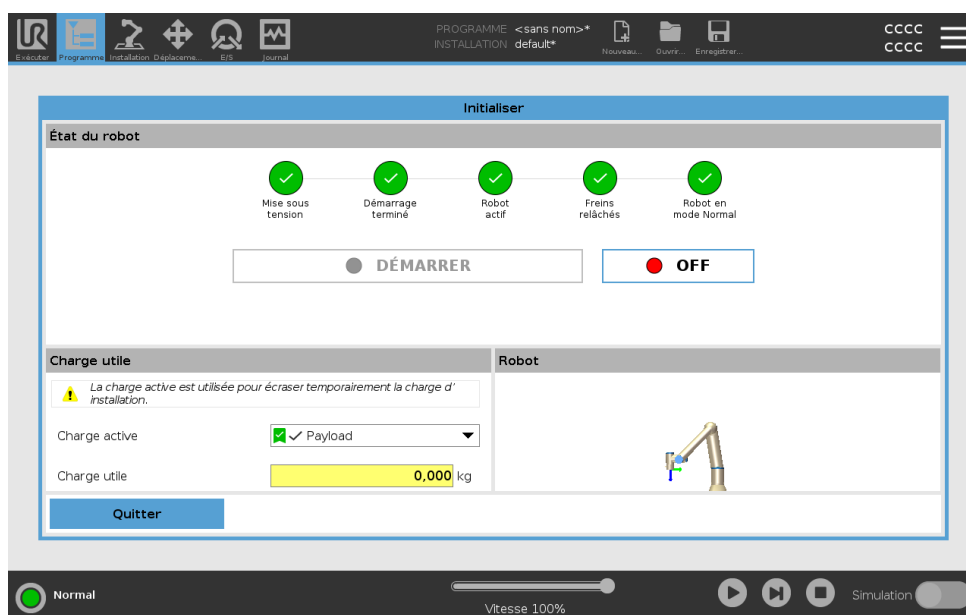 UR
PROGRAMME <sans nom>*
INSTALLATION default*
Exécuter Programme Installation Déplaceme... E/S Journal
Nouveau... Ouvrir... Enregistrer...
CCCC
CCCC
Initialiser
État du robot
Mise sous tension
Démarrage terminé
Robot actif
Freins relâchés
Robot en mode Normal
DÉMARRER
OFF
Charge utile
La charge active est utilisée pour écraser temporairement la charge d'
installation.
Charge active
Payload
Charge utile
0,000 kg
Robot
Quitter
Normal
Vitesse 100%
Simulation